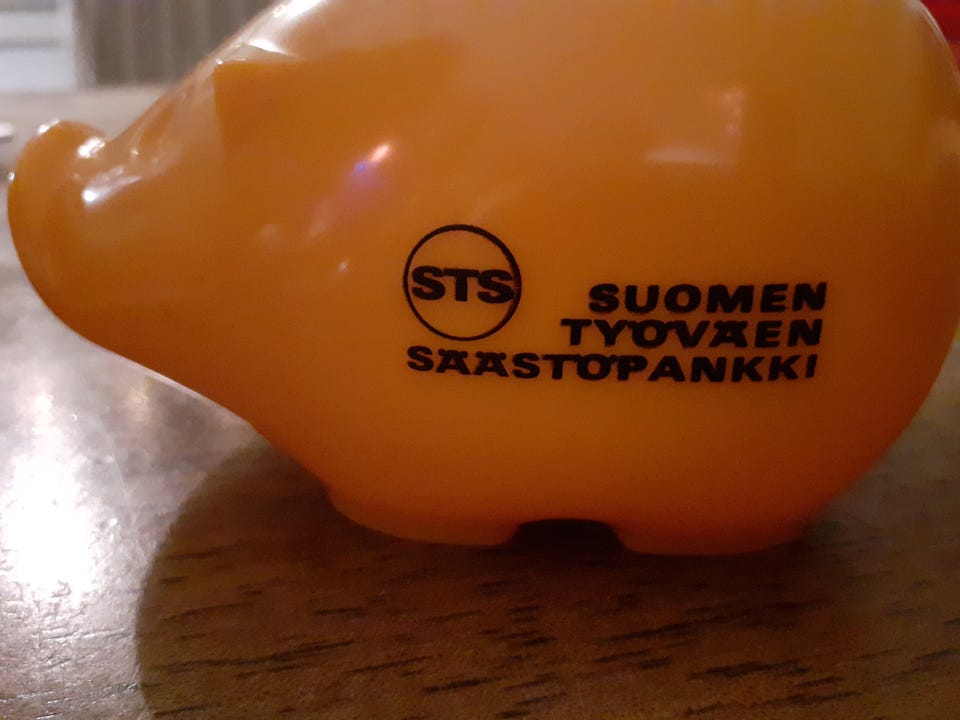 STS
SUOMEN
TYÖVÄEN
SÄÄSTÖPANKKI